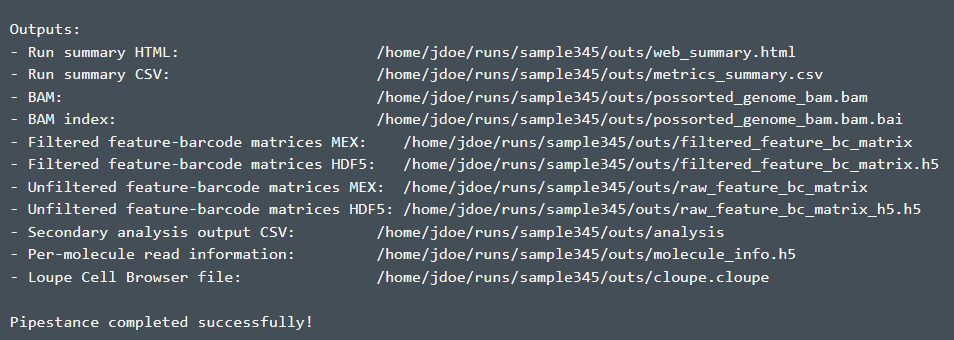 Outputs:
- Run summary HTML: /home/jdoe/runs/sample345/outs/web_summary.html
- Run summary CSV: /home/jdoe/runs/sample345/outs/metrics_summary.csv
- BAM: /home/jdoe/runs/sample345/outs/possorted_genome_bam.bam
- BAM index: /home/jdoe/runs/sample345/outs/possorted_genome_bam.bam.bai
- Filtered feature-barcode matrices MEX: /home/jdoe/runs/sample345/outs/filtered_feature_bc_matrix
- Filtered feature-barcode matrices HDF5: /home/jdoe/runs/sample345/outs/filtered_feature_bc_matrix.h5
- Unfiltered feature-barcode matrices MEX: /home/jdoe/runs/sample345/outs/raw_feature_bc_matrix
- Unfiltered feature-barcode matrices HDF5: /home/jdoe/runs/sample345/outs/raw_feature_bc_matrix_h5.h5
- Secondary analysis output CSV: /home/jdoe/runs/sample345/outs/analysis
- Per-molecule read information: /home/jdoe/runs/sample345/outs/molecule_info.h5
- Loupe Cell Browser file: /home/jdoe/runs/sample345/outs/cloupe.cloupe
Pipestance completed successfully!